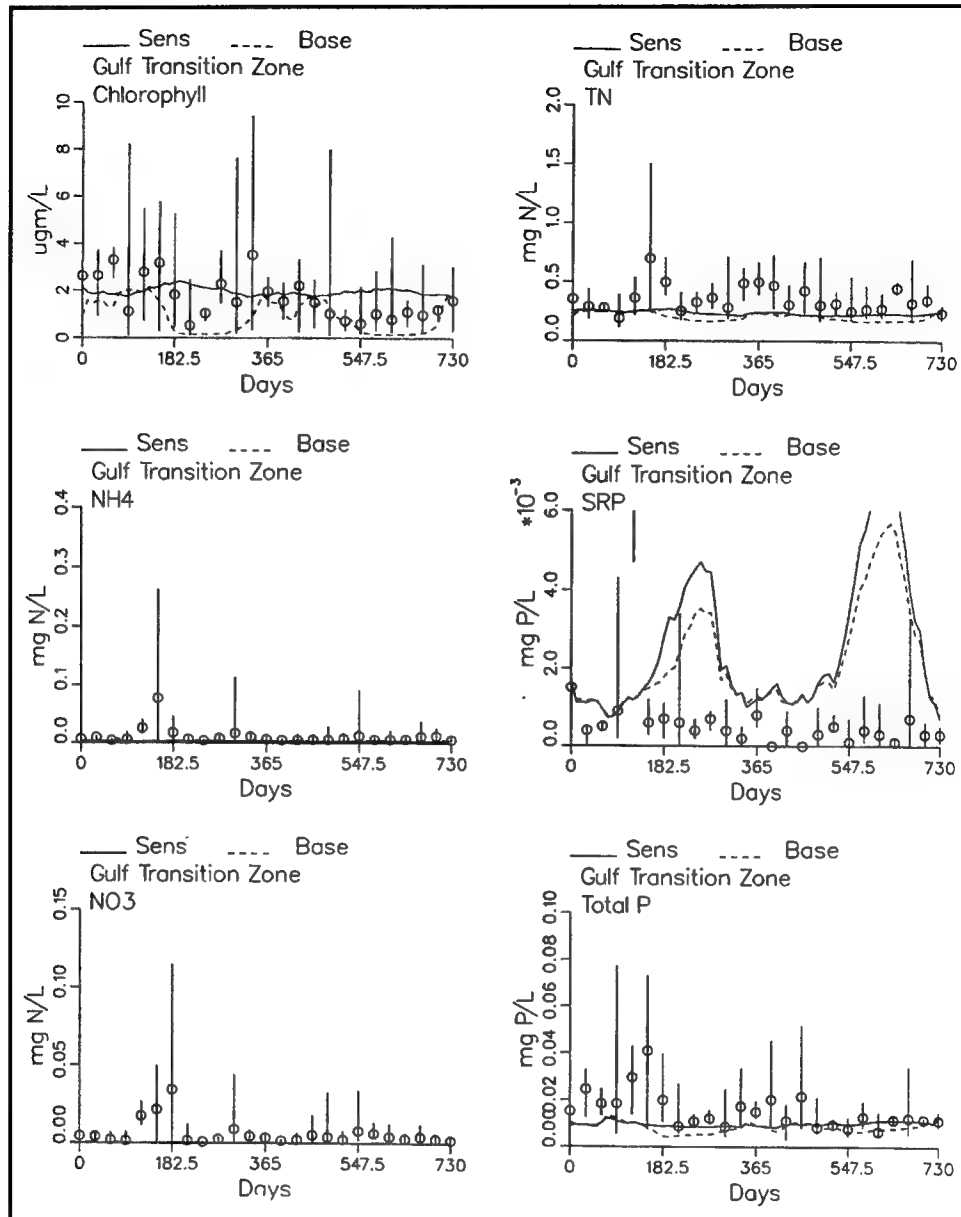 Sens Base
Gulf Transition Zone
Chlorophyll
ugm/L
10
8
6
4
2
0
0 182.5 365 547.5 730
Days
Sens Base
Gulf Transition Zone
TN
mg N/L
2.0
1.5
1.0
0.5
0.0
0 182.5 365 547.5 730
Days
Sens Base
Gulf Transition Zone
NH4
mg N/L
0.4
0.3
0.2
0.1
0.0
0 182.5 365 547.5 730
Days
Sens Base
Gulf Transition Zone
SRP
*10-3
mg P/L
6.0
4.0
2.0
0.0
0 182.5 365 547.5 730
Days
Sens Base
Gulf Transition Zone
NO3
mg N/L
0.15
0.10
0.05
0.00
0 182.5 365 547.5 730
Days
Sens Base
Gulf Transition Zone
Total P
mg P/L
0.10
0.08
0.06
0.04
0.02
0.00
0 182.5 365 547.5 730
Days